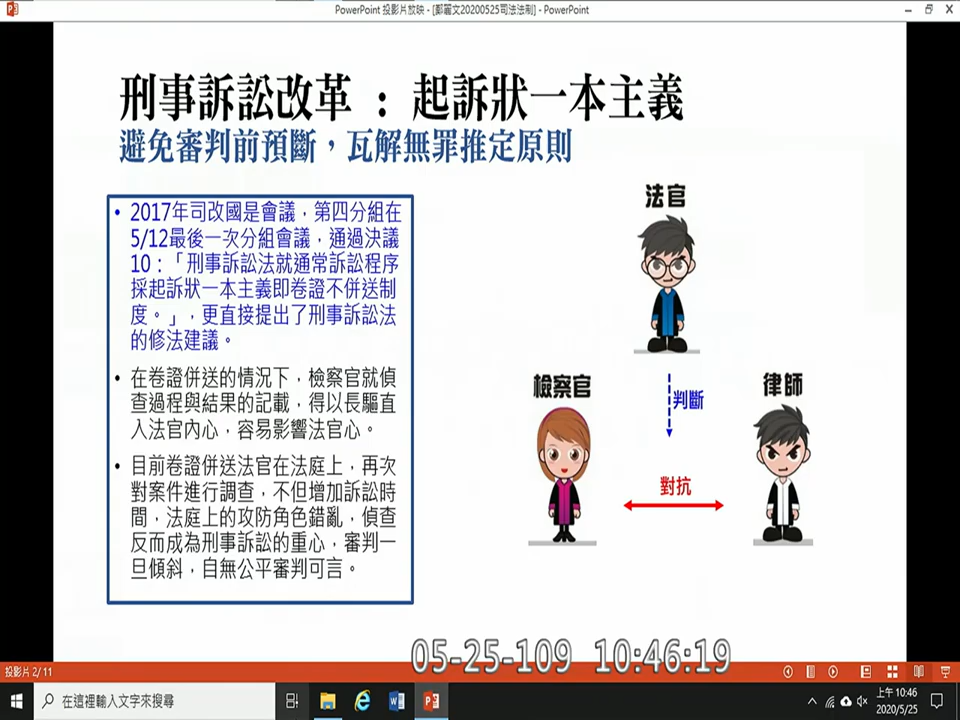 PowerPoint 投影片放映 - [鄭麗文20200525司法法制] - PowerPoint
刑事訴訟改革 : 起訴狀一本主義
避免審判前預斷，瓦解無罪推定原則
• 2017年司改國是會議，第四分組在
5/12最後一次分組會議，通過決議
10：「刑事訴訟法就通常訴訟程序
採起訴狀一本主義即卷證不併送制
度。」，更直接提出了刑事訴訟法
的修法建議。
• 在卷證併送的情況下，檢察官就偵
查過程與結果的記載，得以長驅直
入法官內心，容易影響法官心。
• 目前卷證併送法官在法庭上，再次
對案件進行調查，不但增加訴訟時
間，法庭上的攻防角色錯亂，偵查
反而成為刑事訴訟的重心，審判一
旦傾斜，自無公平審判可言。
法官
判斷
檢察官
律師
對抗
05-25-109 10:46:19
投影片 2/11
在這裡輸入文字來搜尋
上午 10:46
2020/5/25